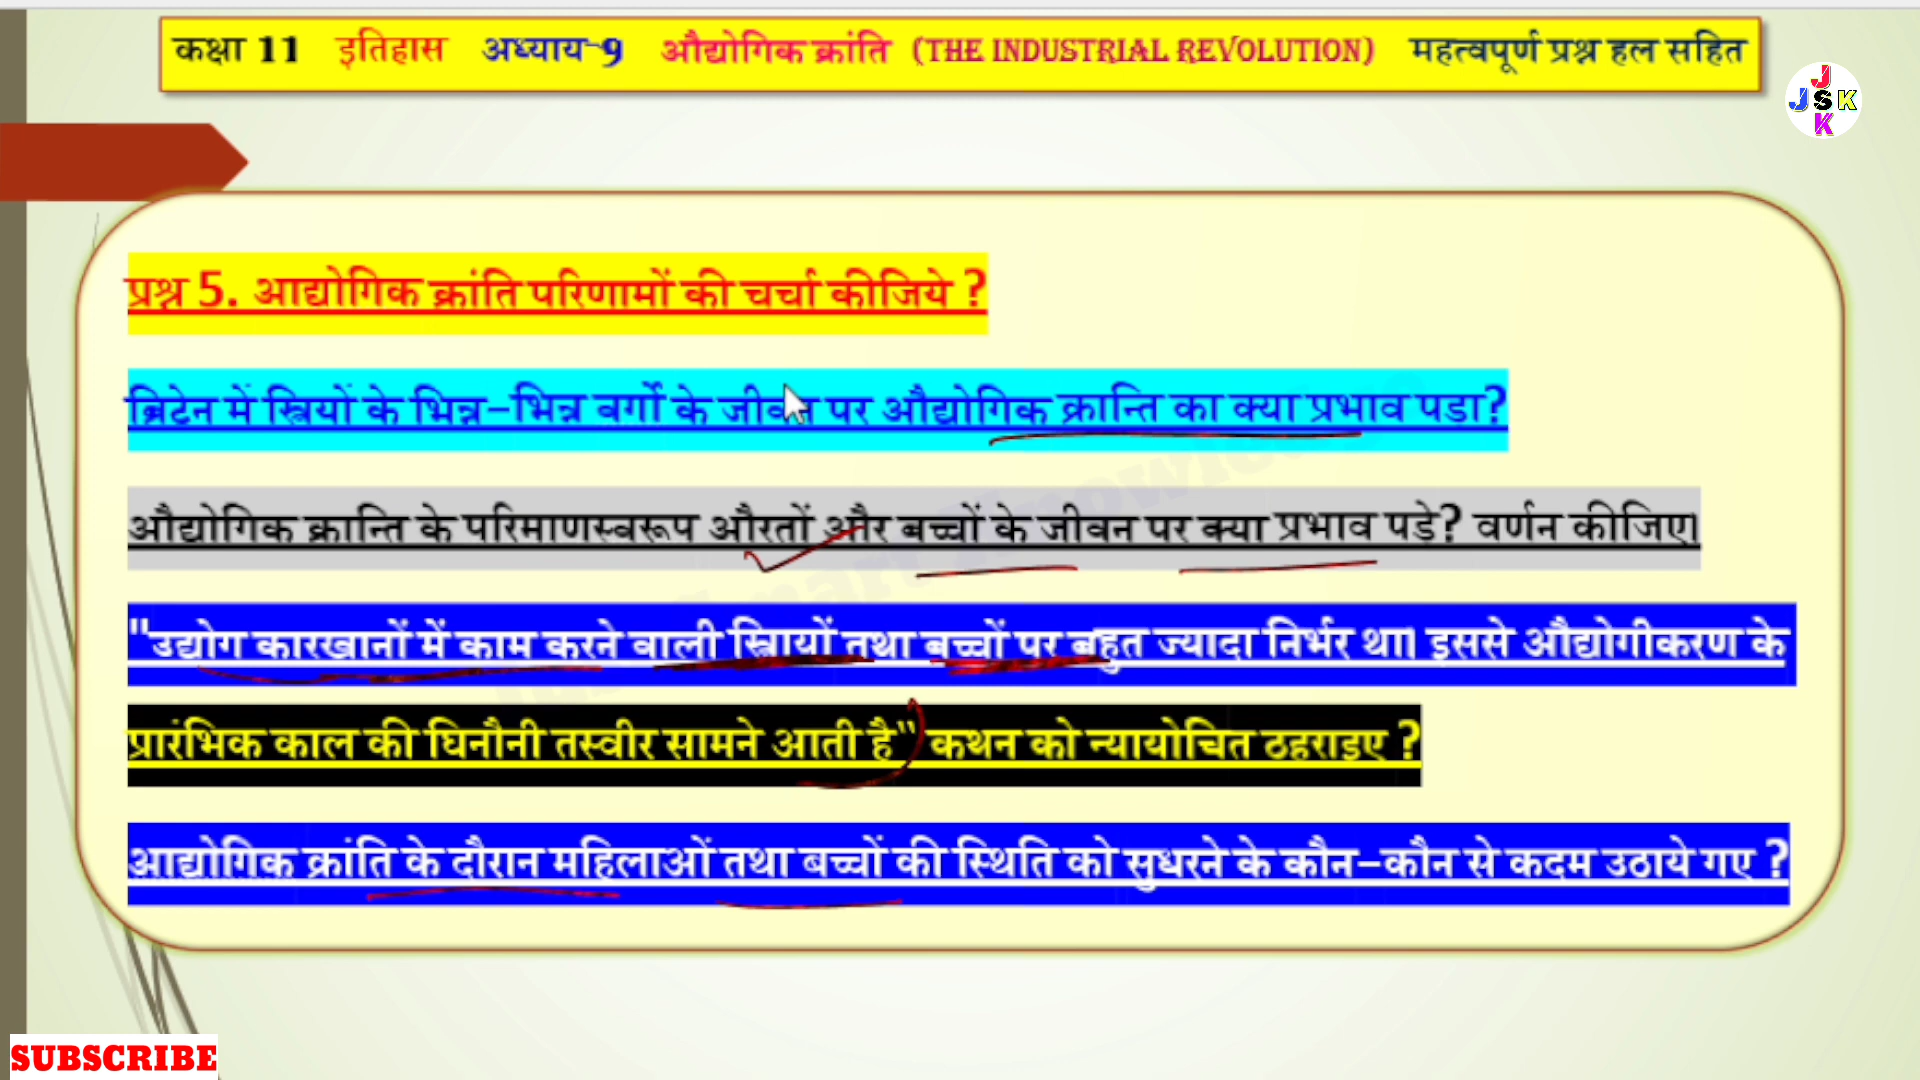 कक्षा 11 इतिहास अध्याय-9 औद्योगिक क्रांति (THE INDUSTRIAL REVOLUTION) महत्वपूर्ण प्रश्न हल सहित
J
J S K
K
प्रश्न 5. आद्योगिक क्रांति परिणामों की चर्चा कीजिये ?
ब्रिटेन में स्त्रियों के भिन्न-भिन्न वर्गों के जीवन पर औद्योगिक क्रान्ति का क्या प्रभाव पडा?
औद्योगिक क्रान्ति के परिमाणस्वरूप औरतों और बच्चों के जीवन पर क्या प्रभाव पडे? वर्णन कीजिए।
"उद्योग कारखानों में काम करने वाली स्त्रिायों तथा बच्चों पर बहुत ज्यादा निर्भर था। इससे औद्योगीकरण के
प्रारंभिक काल की घिनौनी तस्वीर सामने आती है" कथन को न्यायोचित ठहराइए ?
आद्योगिक क्रांति के दौरान महिलाओं तथा बच्चों की स्थिति को सुधरने के कौन-कौन से कदम उठाये गए ?
SUBSCRIBE